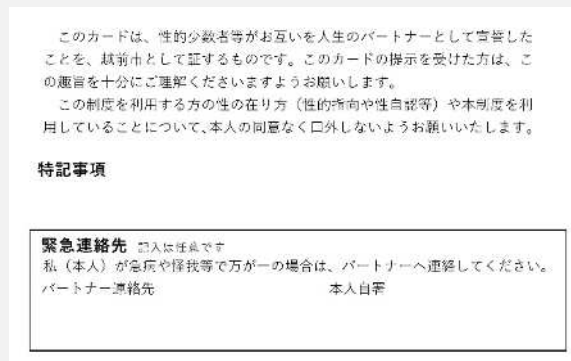 このカードは、性的少数者等がお互いを人生のパートナーとして宣誓した
ことを、越前市として証するものです。このカードの提示を受けた方は、こ
の趣旨を十分にご理解くださいますようお願いします。
この制度を利用する方の性の在り方（性的指向や性自認等）や本制度を利
用していることについて、本人の同意なく口外しないようお願いいたします。
特記事項
緊急連絡先 記入は任意です
私（本人）が急病や怪我等で万が一の場合は、パートナーへ連絡してください。
パートナー連絡先 本人自署